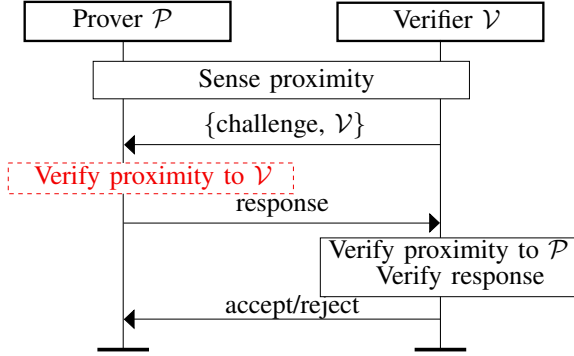 Prover 𝒫
Verifier 𝒱
Sense proximity
{challenge, 𝒱}
Verify proximity to 𝒱
response
Verify proximity to 𝒫
Verify response
accept/reject